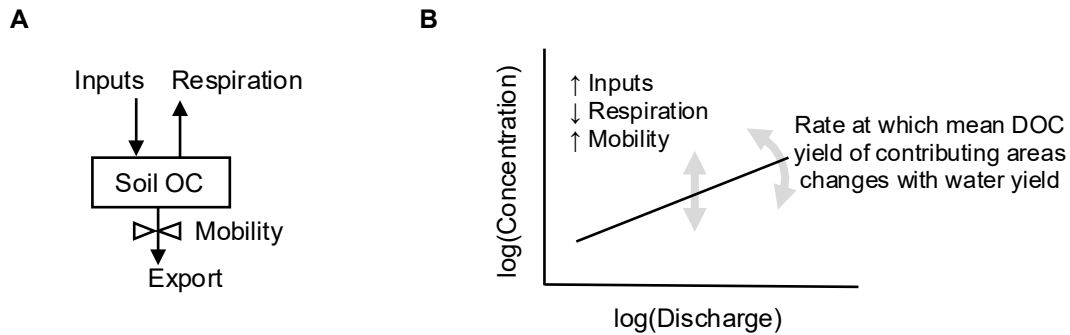 A
Inputs Respiration
Soil OC
Mobility
Export
B
log(Concentration)
↑ Inputs
↓ Respiration
↑ Mobility
Rate at which mean DOC
yield of contributing areas
changes with water yield
log(Discharge)